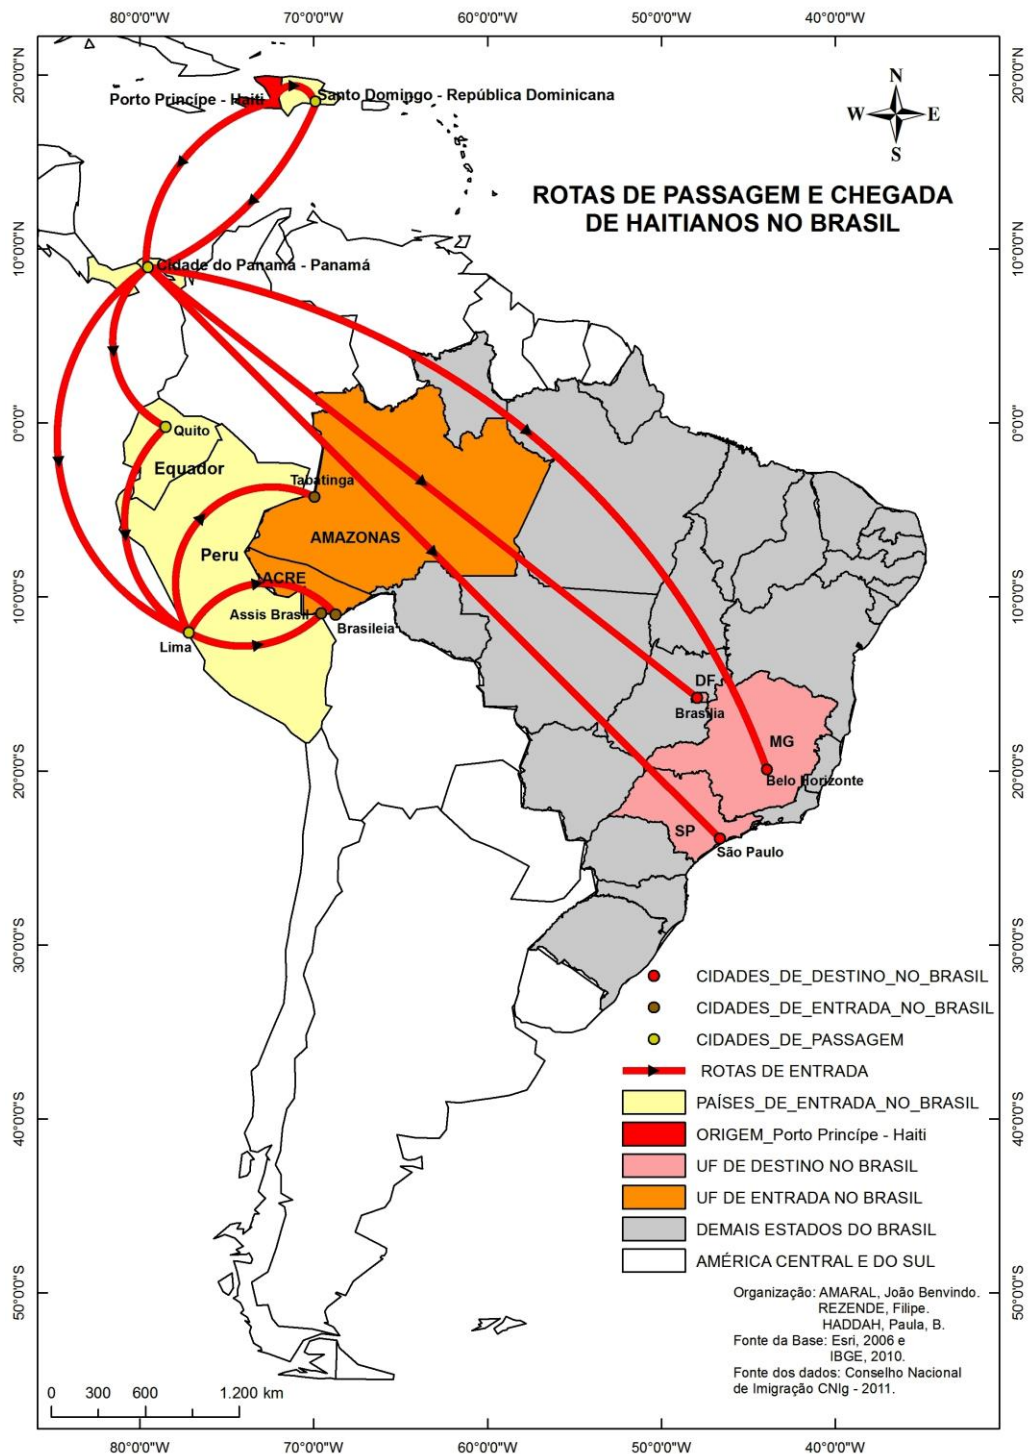 80°0'0"W 70°0'0"W 60°0'0"W 50°0'0"W 40°0'0"W
20°0'0"N
20°0'0"N
Porto Princípe - Haiti
Santo Domingo - República Dominicana
N
W E
S
ROTAS DE PASSAGEM E CHEGADA
DE HAITIANOS NO BRASIL
10°0'0"N
10°0'0"N
Cidade do Panamá - Panamá
0°0'0"
0°0'0"
Quito
Equador
Tabatinga
AMAZONAS
Peru
ACRE
10°0'0"S
10°0'0"S
Assis Brasil
Brasileia
Lima
DF
Brasília
MG
Belo Horizonte
20°0'0"S
20°0'0"S
SP
São Paulo
30°0'0"S
30°0'0"S
CIDADES_DE_DESTINO_NO_BRASIL
CIDADES_DE_ENTRADA_NO_BRASIL
CIDADES_DE_PASSAGEM
ROTAS DE ENTRADA
PAÍSES_DE_ENTRADA_NO_BRASIL
ORIGEM_Porto Princípe - Haiti
UF DE DESTINO NO BRASIL
UF DE ENTRADA NO BRASIL
DEMAIS ESTADOS DO BRASIL
AMÉRICA CENTRAL E DO SUL
40°0'0"S
40°0'0"S
50°0'0"S
50°0'0"S
Organização: AMARAL, João Benvindo.
REZENDE, Filipe.
HADDAH, Paula, B.
Fonte da Base: Esri, 2006 e
IBGE, 2010.
Fonte dos dados: Conselho Nacional
de Imigração CNIg - 2011.
0 300 600 1.200 km
80°0'0"W 70°0'0"W 60°0'0"W 50°0'0"W 40°0'0"W